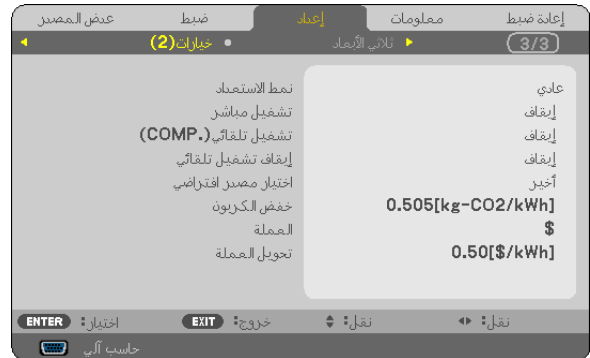 عرض المصدر ضبط إعداد معلومات إعادة ضبط
خيارات(2) ثلاثي الأبعاد 3/3
نمط الاستعداد عادي
تشغيل مباشر إيقاف
تشغيل تلقائي(COMP.) إيقاف
إيقاف تشغيل تلقائي إيقاف
اختيار مصدر افتراضي أخير
خفض الكربون 0.505[kg-CO2/kWh]
العملة $
تحويل العملة 0.50[$/kWh]
ENTER اختيار: EXIT خروج: نقل: نقل:
حاسب آلي